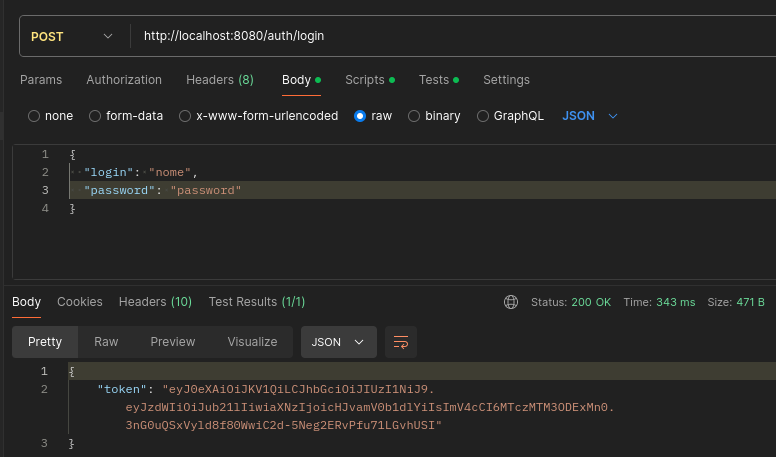 POST http://localhost:8080/auth/login
Params Authorization Headers (8) Body Scripts Tests Settings
none form-data x-www-form-urlencoded raw binary GraphQL JSON
1 {
2 "login": "nome",
3 "password": "password"
4 }
Body Cookies Headers (10) Test Results (1/1) Status: 200 OK Time: 343 ms Size: 471 B
Pretty Raw Preview Visualize JSON
1 {
2 "token": "eyJ0eXAiOiJKV1QiLCJhbGciOiJIUzI1NiJ9.
eyJzdWIiOiJub21lIiwiaXNzIjoicHJvamV0b1dlYiIsImV4cCI6MTczMTM3ODExMn0.
3nG0uQSxVyld8f80WwiC2d-5Neg2ERvPfu71LGvhUSI"
3 }